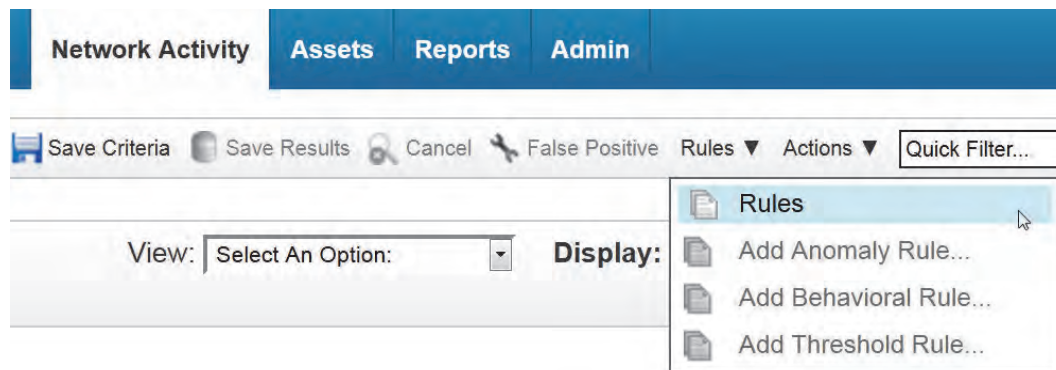 Network Activity Assets Reports Admin
Save Criteria Save Results Cancel False Positive Rules ▼ Actions ▼ Quick Filter...
Rules
View: Select An Option: Display:
Add Anomaly Rule...
Add Behavioral Rule...
Add Threshold Rule...